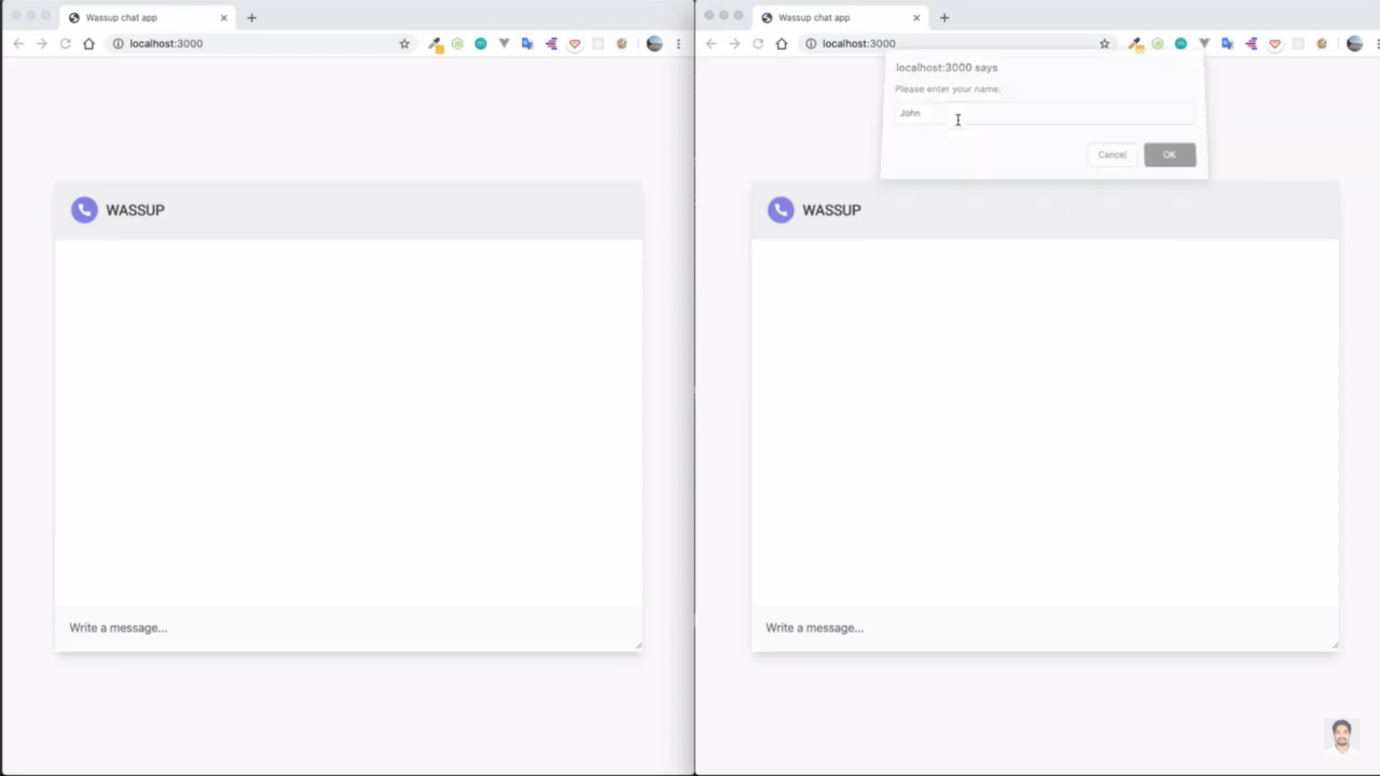 Wassup chat app
localhost:3000
WASSUP
Write a message...
Wassup chat app
localhost:3000
localhost:3000 says
Please enter your name:
John
Cancel
OK
WASSUP
Write a message...